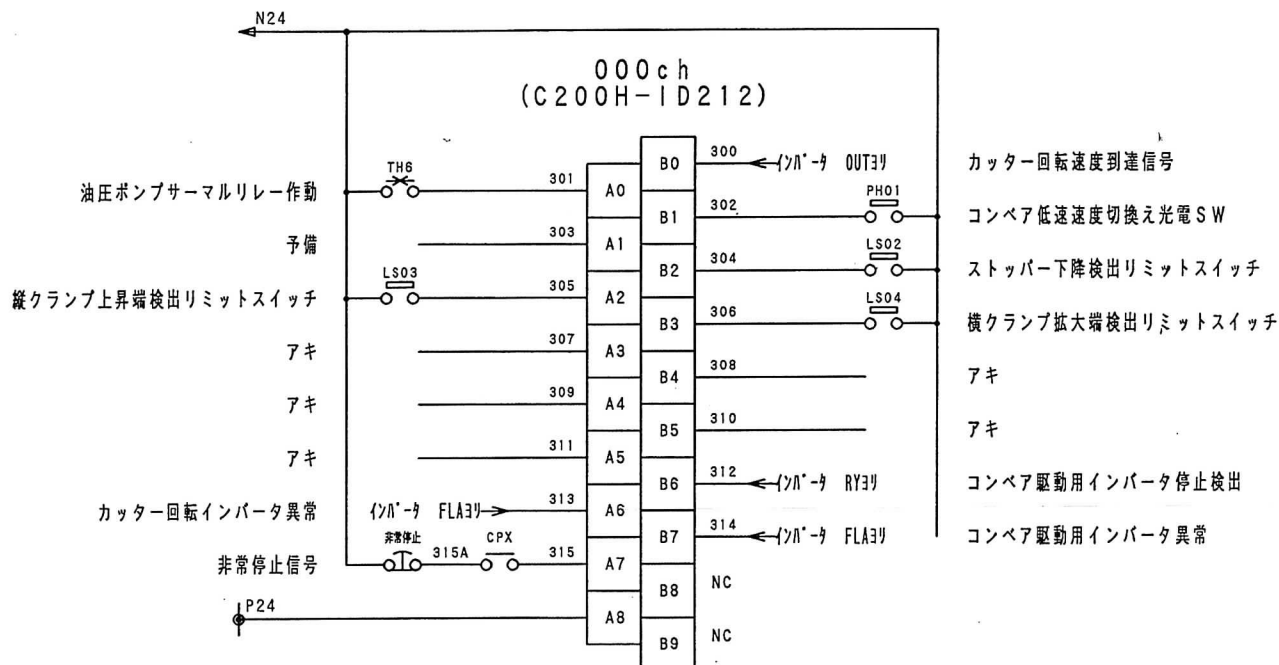 N24
000ch
(C200H-ID212)
油圧ポンプサーマルリレー作動 TH6 301 A0
B0 300 インバータ OUTヨリ カッター回転速度到達信号
予備 303 A1
B1 302 PH01 コンベア低速速度切換え光電SW
縦クランプ上昇端検出リミットスイッチ LS03 305 A2
B2 304 LS02 ストッパー下降検出リミットスイッチ
アキ 307 A3
B3 306 LS04 横クランプ拡大端検出リミットスイッチ
アキ 309 A4
B4 308 アキ
アキ 311 A5
B5 310 アキ
カッター回転インバータ異常 インバータ FLAヨリ 313 A6
B6 312 インバータ RYヨリ コンベア駆動用インバータ停止検出
非常停止信号 非常停止 315A CPX 315 A7
B7 314 インバータ FLAヨリ コンベア駆動用インバータ異常
P24 A8
B8 NC
B9 NC